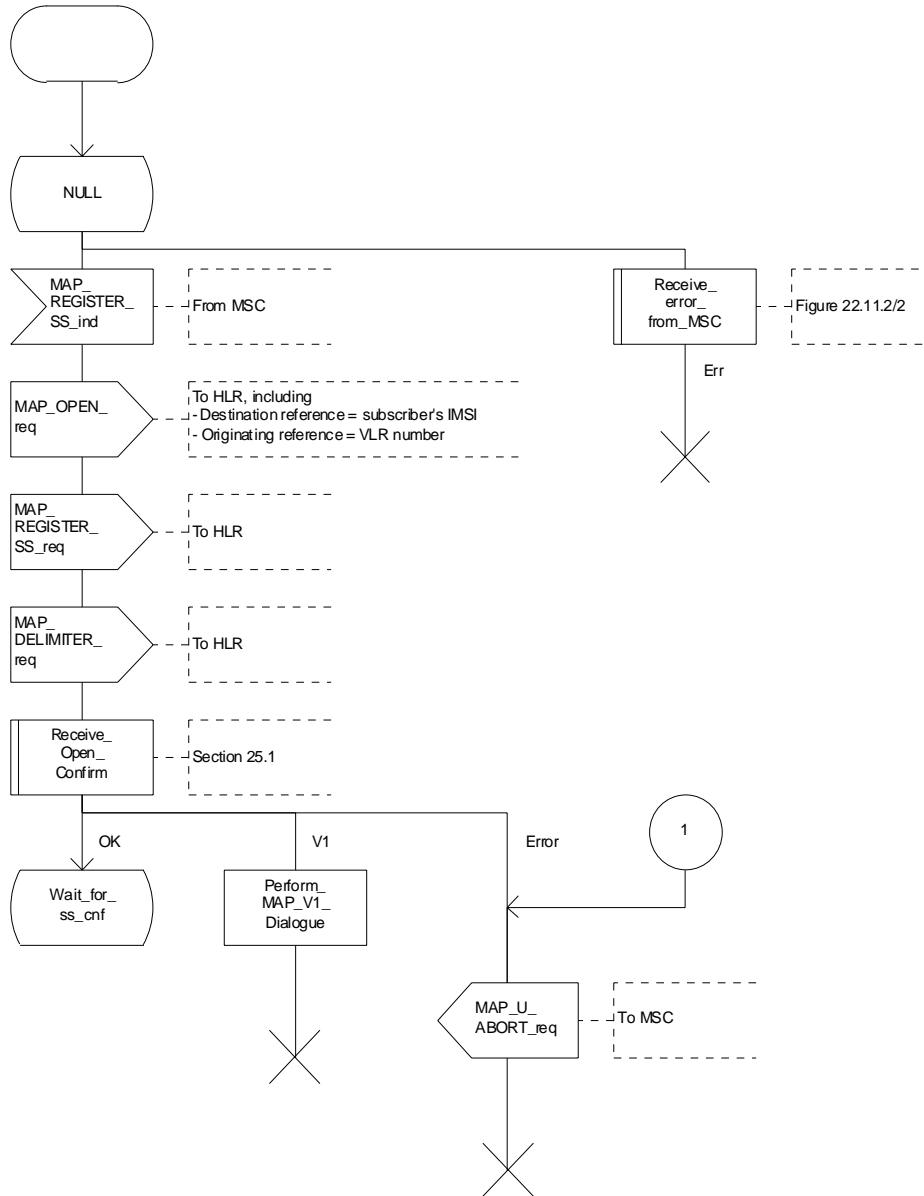 NULL
MAP_
REGISTER_
SS_ind
From MSC
Receive_
error_
from_MSC
Figure 22.11.2/2
Err
MAP_OPEN_
req
To HLR, including
- Destination reference = subscriber's IMSI
- Originating reference = VLR number
MAP_
REGISTER_
SS_req
To HLR
MAP_
DELIMITER_
req
To HLR
Receive_
Open_
Confirm
Section 25.1
OK
V1
Error
1
Wait_for_
ss_cnf
Perform_
MAP_V1_
Dialogue
MAP_U_
ABORT_req
To MSC